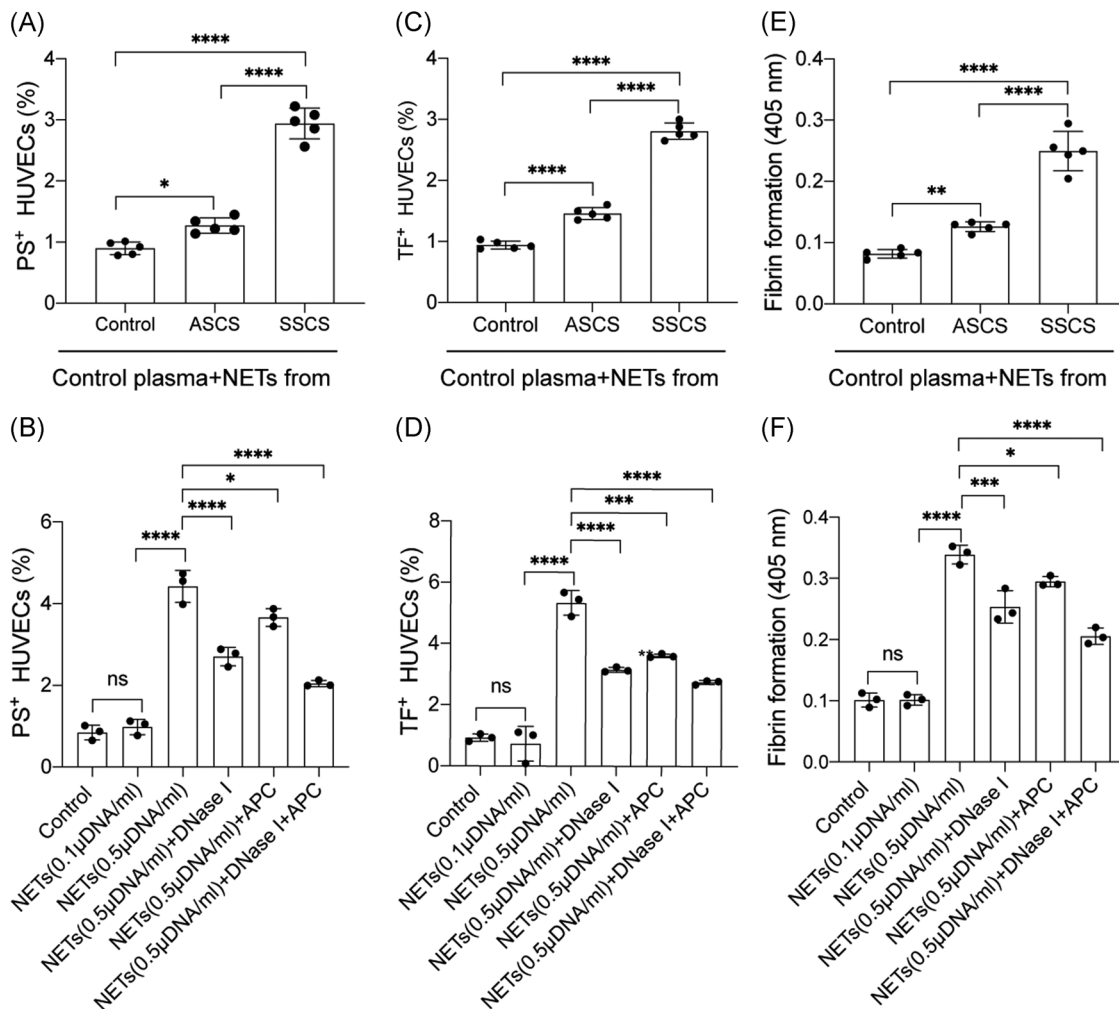 (A)
PS⁺ HUVECs (%)
4
3
2
1
0
****
****
*
Control ASCS SSCS
Control plasma+NETs from
(C)
TF⁺ HUVECs (%)
4
3
2
1
0
****
****
****
Control ASCS SSCS
Control plasma+NETs from
(E)
Fibrin formation (405 nm)
0.4
0.3
0.2
0.1
0.0
****
****
**
Control ASCS SSCS
Control plasma+NETs from
(B)
PS⁺ HUVECs (%)
6
4
2
0
****
*
****
****
ns
Control
NETs(0.1µDNA/ml)
NETs(0.5µDNA/ml)
NETs(0.5µDNA/ml)+DNase I
NETs(0.5µDNA/ml)+APC
NETs(0.5µDNA/ml)+DNase I+APC
(D)
TF⁺ HUVECs (%)
8
6
4
2
0
****
***
****
****
**
ns
Control
NETs(0.1µDNA/ml)
NETs(0.5µDNA/ml)
NETs(0.5µDNA/ml)+DNase I
NETs(0.5µDNA/ml)+APC
NETs(0.5µDNA/ml)+DNase I+APC
(F)
Fibrin formation (405 nm)
0.4
0.3
0.2
0.1
0.0
****
*
***
****
ns
Control
NETs(0.1µDNA/ml)
NETs(0.5µDNA/ml)
NETs(0.5µDNA/ml)+DNase I
NETs(0.5µDNA/ml)+APC
NETs(0.5µDNA/ml)+DNase I+APC